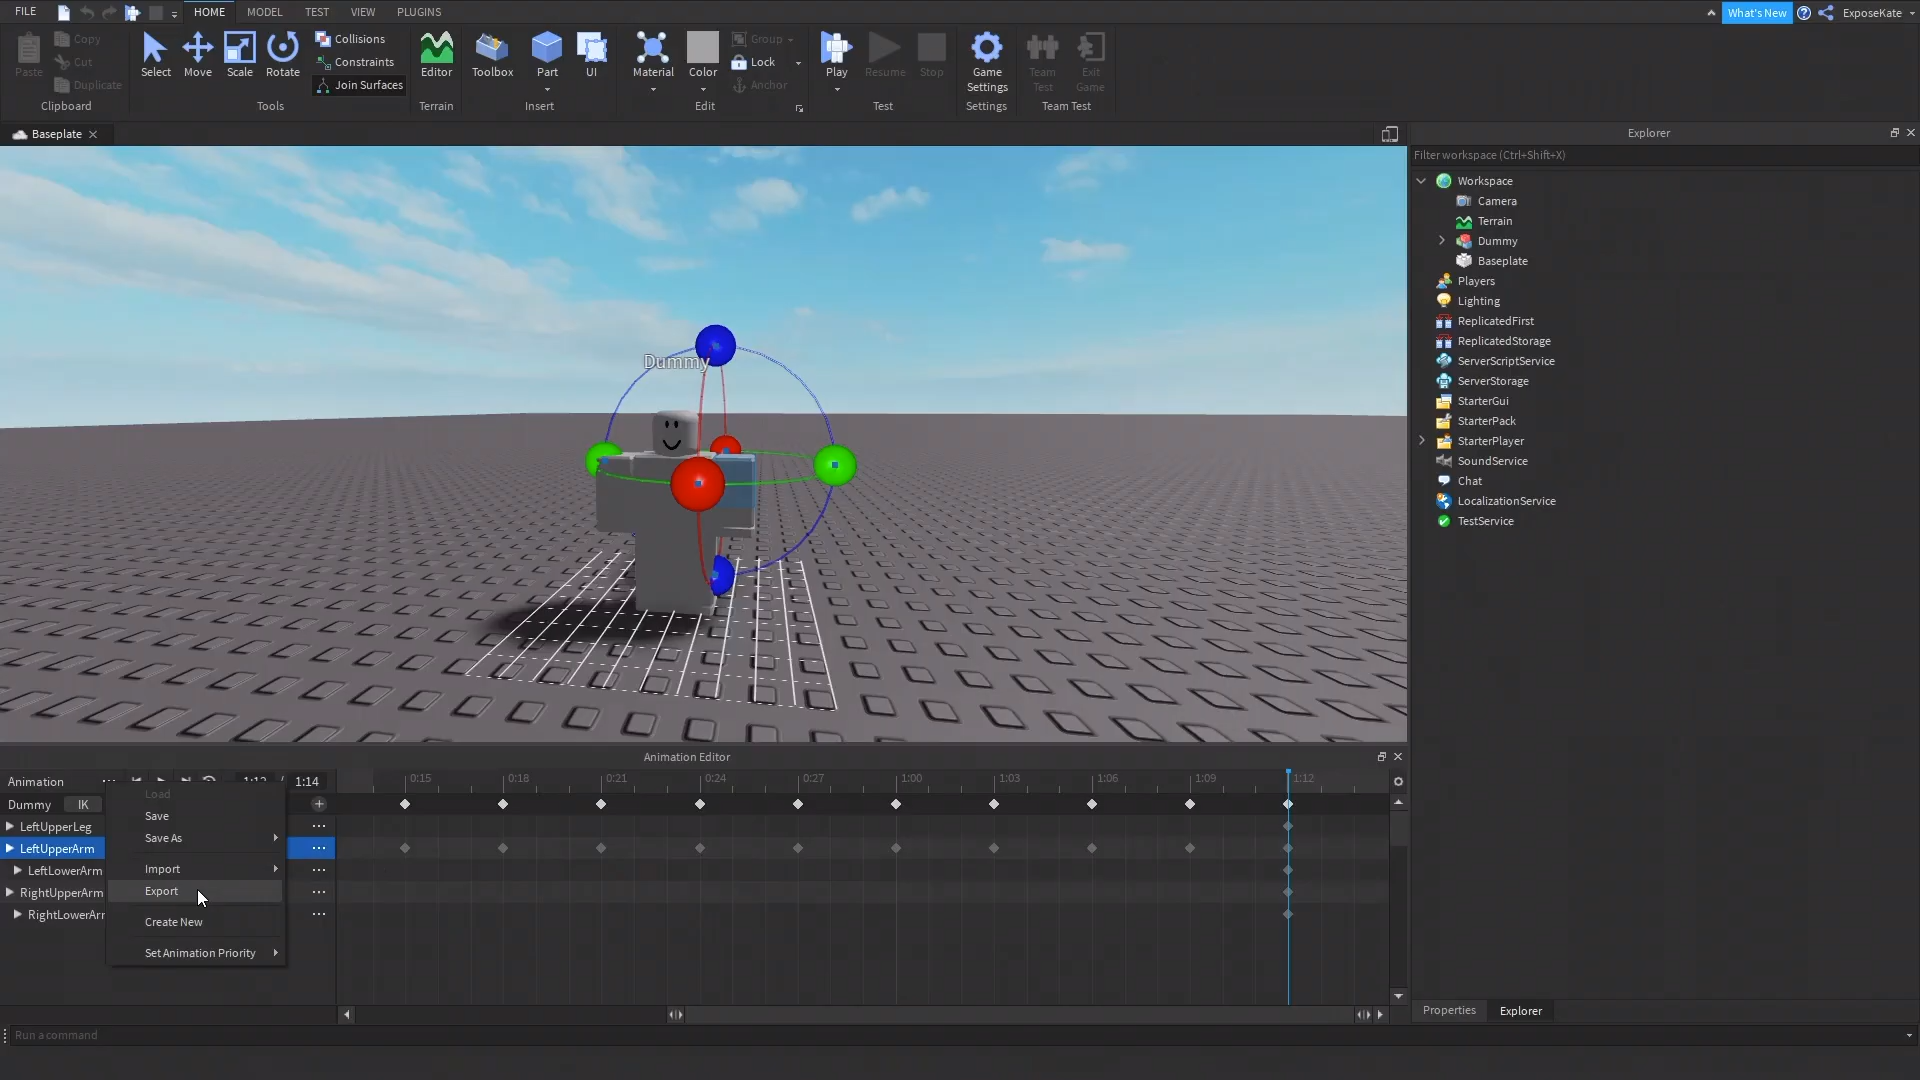 FILE HOME MODEL TEST VIEW PLUGINS What's New ExposeKate
Copy Collisions Group
Cut Constraints Lock
Paste Select Move Scale Rotate Editor Toolbox Part UI Material Color Play Resume Stop Game Settings Team Test Exit Game
Duplicate Join Surfaces Anchor
Clipboard Tools Terrain Insert Edit Test Settings Team Test
Baseplate
Explorer
Filter workspace (Ctrl+Shift+X)
Workspace
Camera
Terrain
Dummy
Baseplate
Players
Lighting
ReplicatedFirst
ReplicatedStorage
ServerScriptService
ServerStorage
StarterGui
StarterPack
StarterPlayer
SoundService
Chat
LocalizationService
TestService
Dummy
Animation Editor
Animation 1:14 0:15 0:18 0:21 0:24 0:27 1:00 1:03 1:06 1:09 1:12
Dummy IK
LeftUpperLeg
LeftUpperArm
LeftLowerArm
RightUpperArm
RightLowerAr
Load
Save
Save As
Import
Export
Create New
Set Animation Priority
Properties Explorer
Run a command